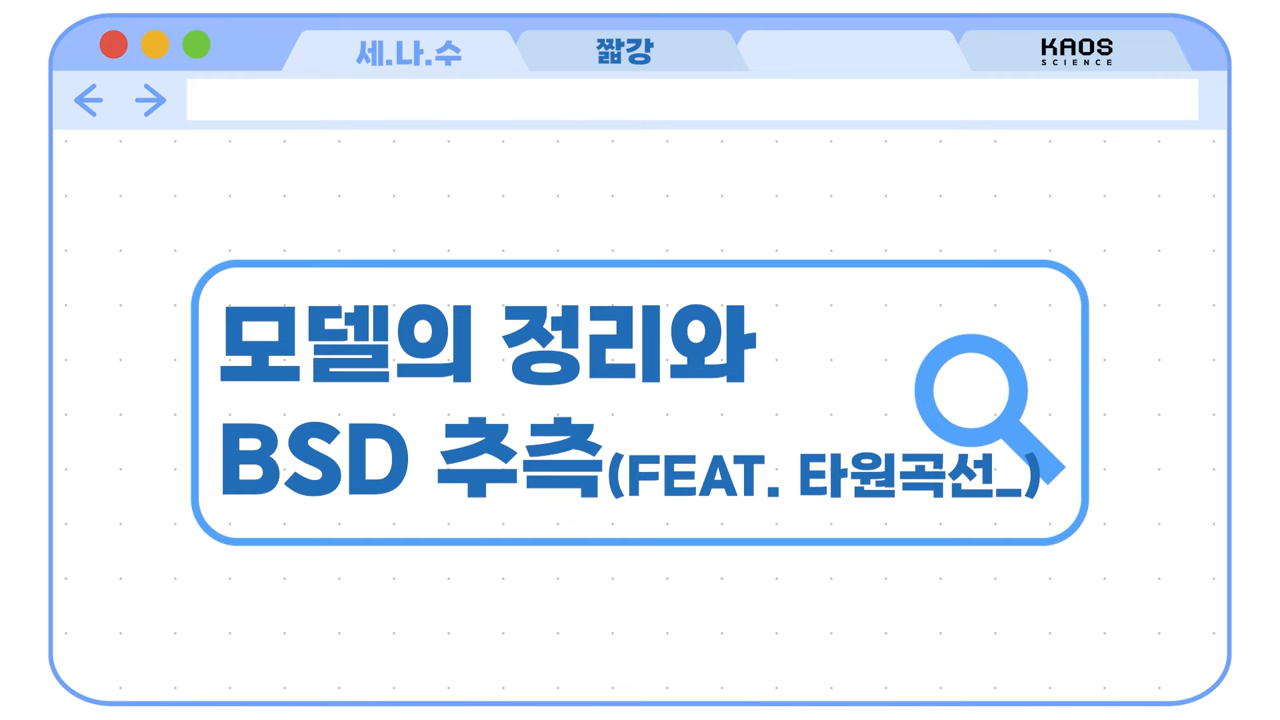 세.나.수
짧강
KAOS
SCIENCE
모델의 정리와
BSD 추측(FEAT. 타원곡선_)